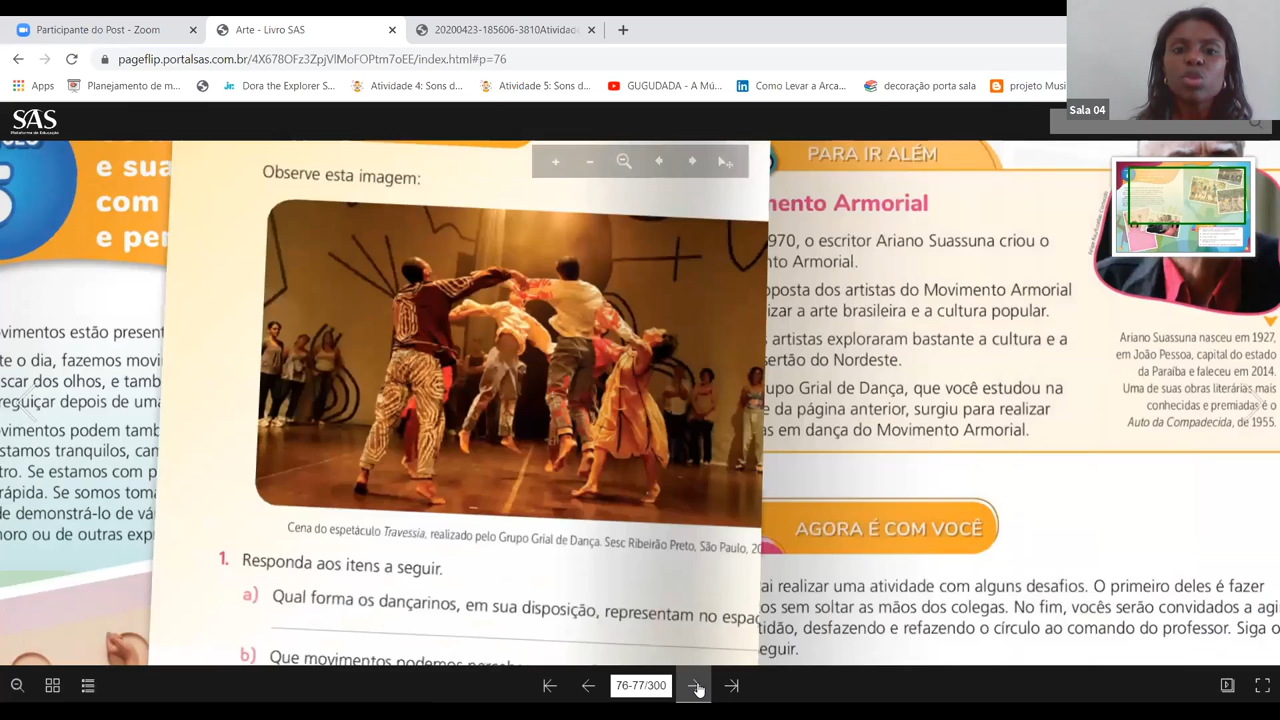 Participante do Post - Zoom
Arte - Livro SAS
20200423-185606-3810Atividad
pageflip.portalsas.com.br/4X678OFz3ZpjVlMoFOPtm7oEE/index.html#p=76
Apps
Planejamento de m...
Dora the Explorer S...
Atividade 4: Sons d...
Atividade 5: Sons d...
GUGUDADA - A Mú...
Como Levar a Arca...
decoração porta sala
projeto Musi
Sala 04
SAS
5
e sua
com
e per
vimentos estão present
te o dia, fazemos movi
scar dos olhos, e tamb
reguiçar depois de uma
ovimentos podem tamb
stamos tranquilos, can
tro. Se estamos com p
rápida. Se somos toma
de demonstrá-lo de vá
noro ou de outras exp
Observe esta imagem:
Cena do espetáculo Travessia, realizado pelo Grupo Grial de Dança. Sesc Ribeirão Preto, São Paulo, 20
1. Responda aos itens a seguir.
a) Qual forma os dançarinos, em sua disposição, representam no espaç
b) Que movimentos podemos
PARA IR ALÉM
mento Armorial
970, o escritor Ariano Suassuna criou o
nto Armorial.
oposta dos artistas do Movimento Armorial
izar a arte brasileira e a cultura popular.
s artistas exploraram bastante a cultura e a
sertão do Nordeste.
upo Grial de Dança, que você estudou na
e da página anterior, surgiu para realizar
as em dança do Movimento Armorial.
Ariano Suassuna nasceu em 1927,
em João Pessoa, capital do estado
da Paraíba e faleceu em 2014.
Uma de suas obras literárias mais
conhecidas e premiadas é o
Auto da Compadecida, de 1955.
AGORA É COM VOCÊ
ai realizar uma atividade com alguns desafios. O primeiro deles é fazer
os sem soltar as mãos dos colegas. No fim, vocês serão convidados a agi
tidão, desfazendo e refazendo o círculo ao comando do professor. Siga o
eguir.
76-77/300